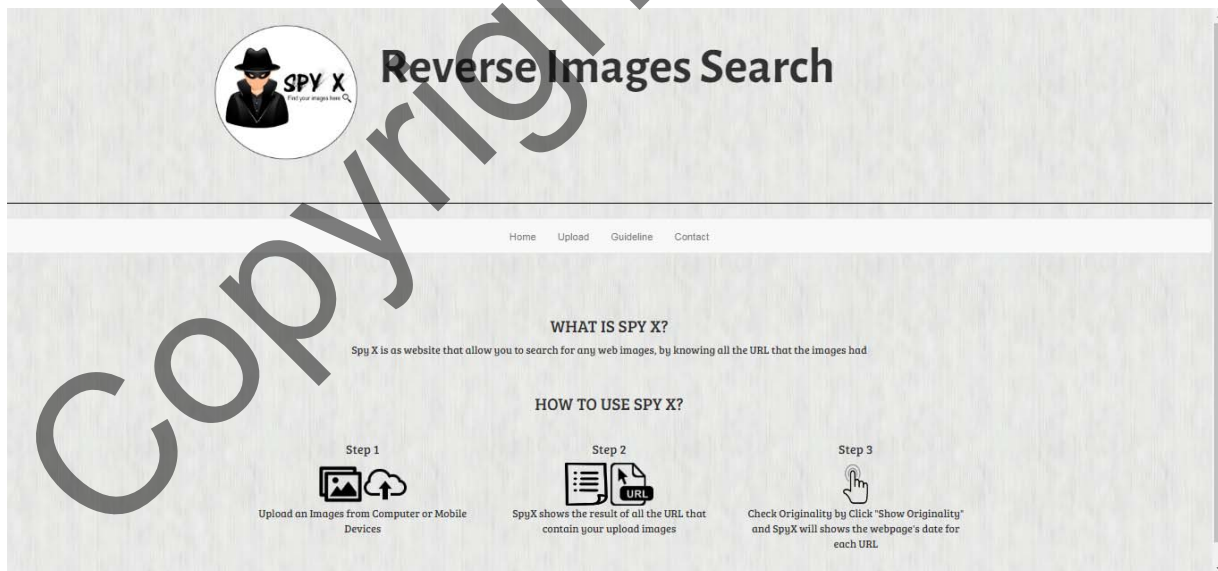 Reverse Images Search
SPY X
Find your images here
Home Upload Guideline Contact
WHAT IS SPY X?
Spy X is as website that allow you to search for any web images, by knowing all the URL that the images had
HOW TO USE SPY X?
Step 1
Upload an Images from Computer or Mobile
Devices
Step 2
URL
SpyX shows the result of all the URL that
contain your upload images
Step 3
Check Originality by Click "Show Originality"
and SpyX will shows the webpage's date for
each URL
Copyrig